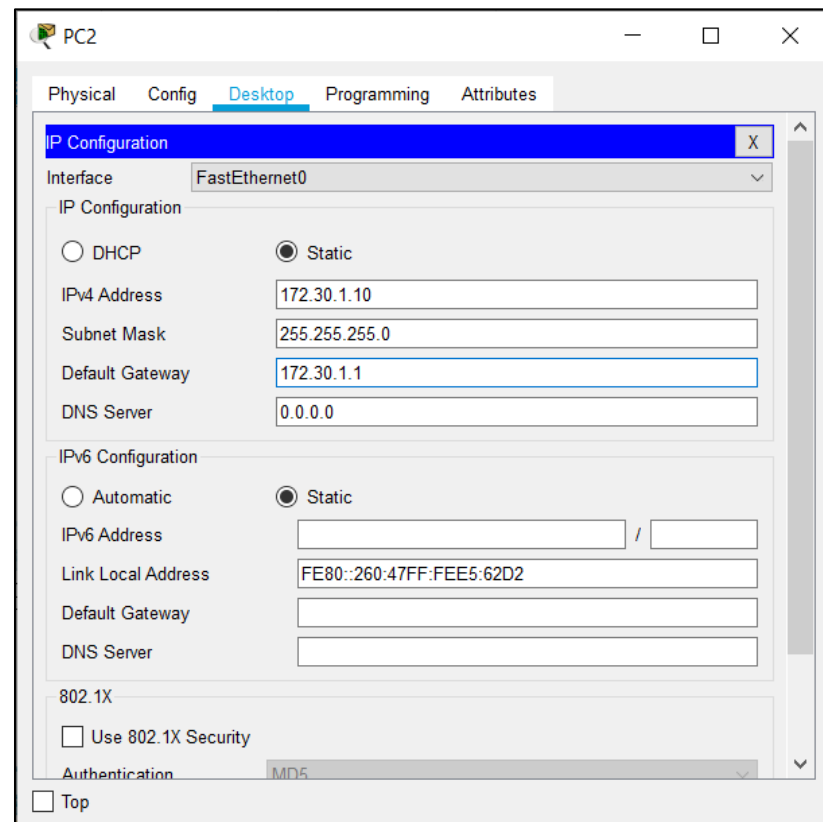 PC2
Physical Config Desktop Programming Attributes
IP Configuration X
Interface FastEthernet0
IP Configuration
DHCP Static
IPv4 Address 172.30.1.10
Subnet Mask 255.255.255.0
Default Gateway 172.30.1.1
DNS Server 0.0.0.0
IPv6 Configuration
Automatic Static
IPv6 Address /
Link Local Address FE80::260:47FF:FEE5:62D2
Default Gateway
DNS Server
802.1X
Use 802.1X Security
Authentication MD5
Top